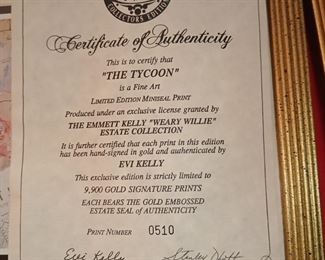 COLLECTORS EDITION
Certificate of Authenticity
This is to certify that
"THE TYCOON"
is a Fine Art
LIMITED EDITION MINISEAL PRINT
Produced under an exclusive license granted by
THE EMMETT KELLY "WEARY WILLIE"
ESTATE COLLECTION
It is further certified that each print in this edition
has been hand-signed in gold and authenticated by
EVI KELLY
This exclusive edition is strictly limited to
9,900 GOLD SIGNATURE PRINTS
EACH BEARS THE GOLD EMBOSSED
ESTATE SEAL of AUTHENTICITY
PRINT NUMBER 0510
Evi Kelly Stanley